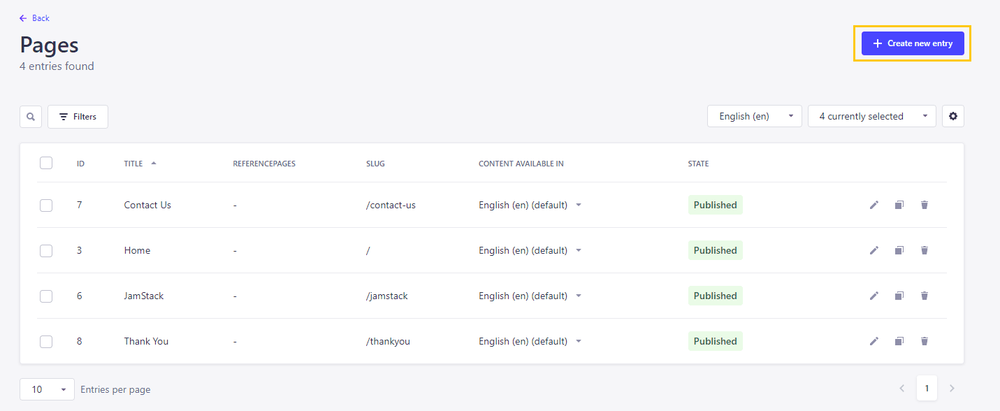 Back
Pages
4 entries found
Create new entry
Filters
English (en)
4 currently selected
ID TITLE REFERENCEPAGES SLUG CONTENT AVAILABLE IN STATE
7 Contact Us - /contact-us English (en) (default) Published
3 Home - / English (en) (default) Published
6 JamStack - /jamstack English (en) (default) Published
8 Thank You - /thankyou English (en) (default) Published
10 Entries per page
1